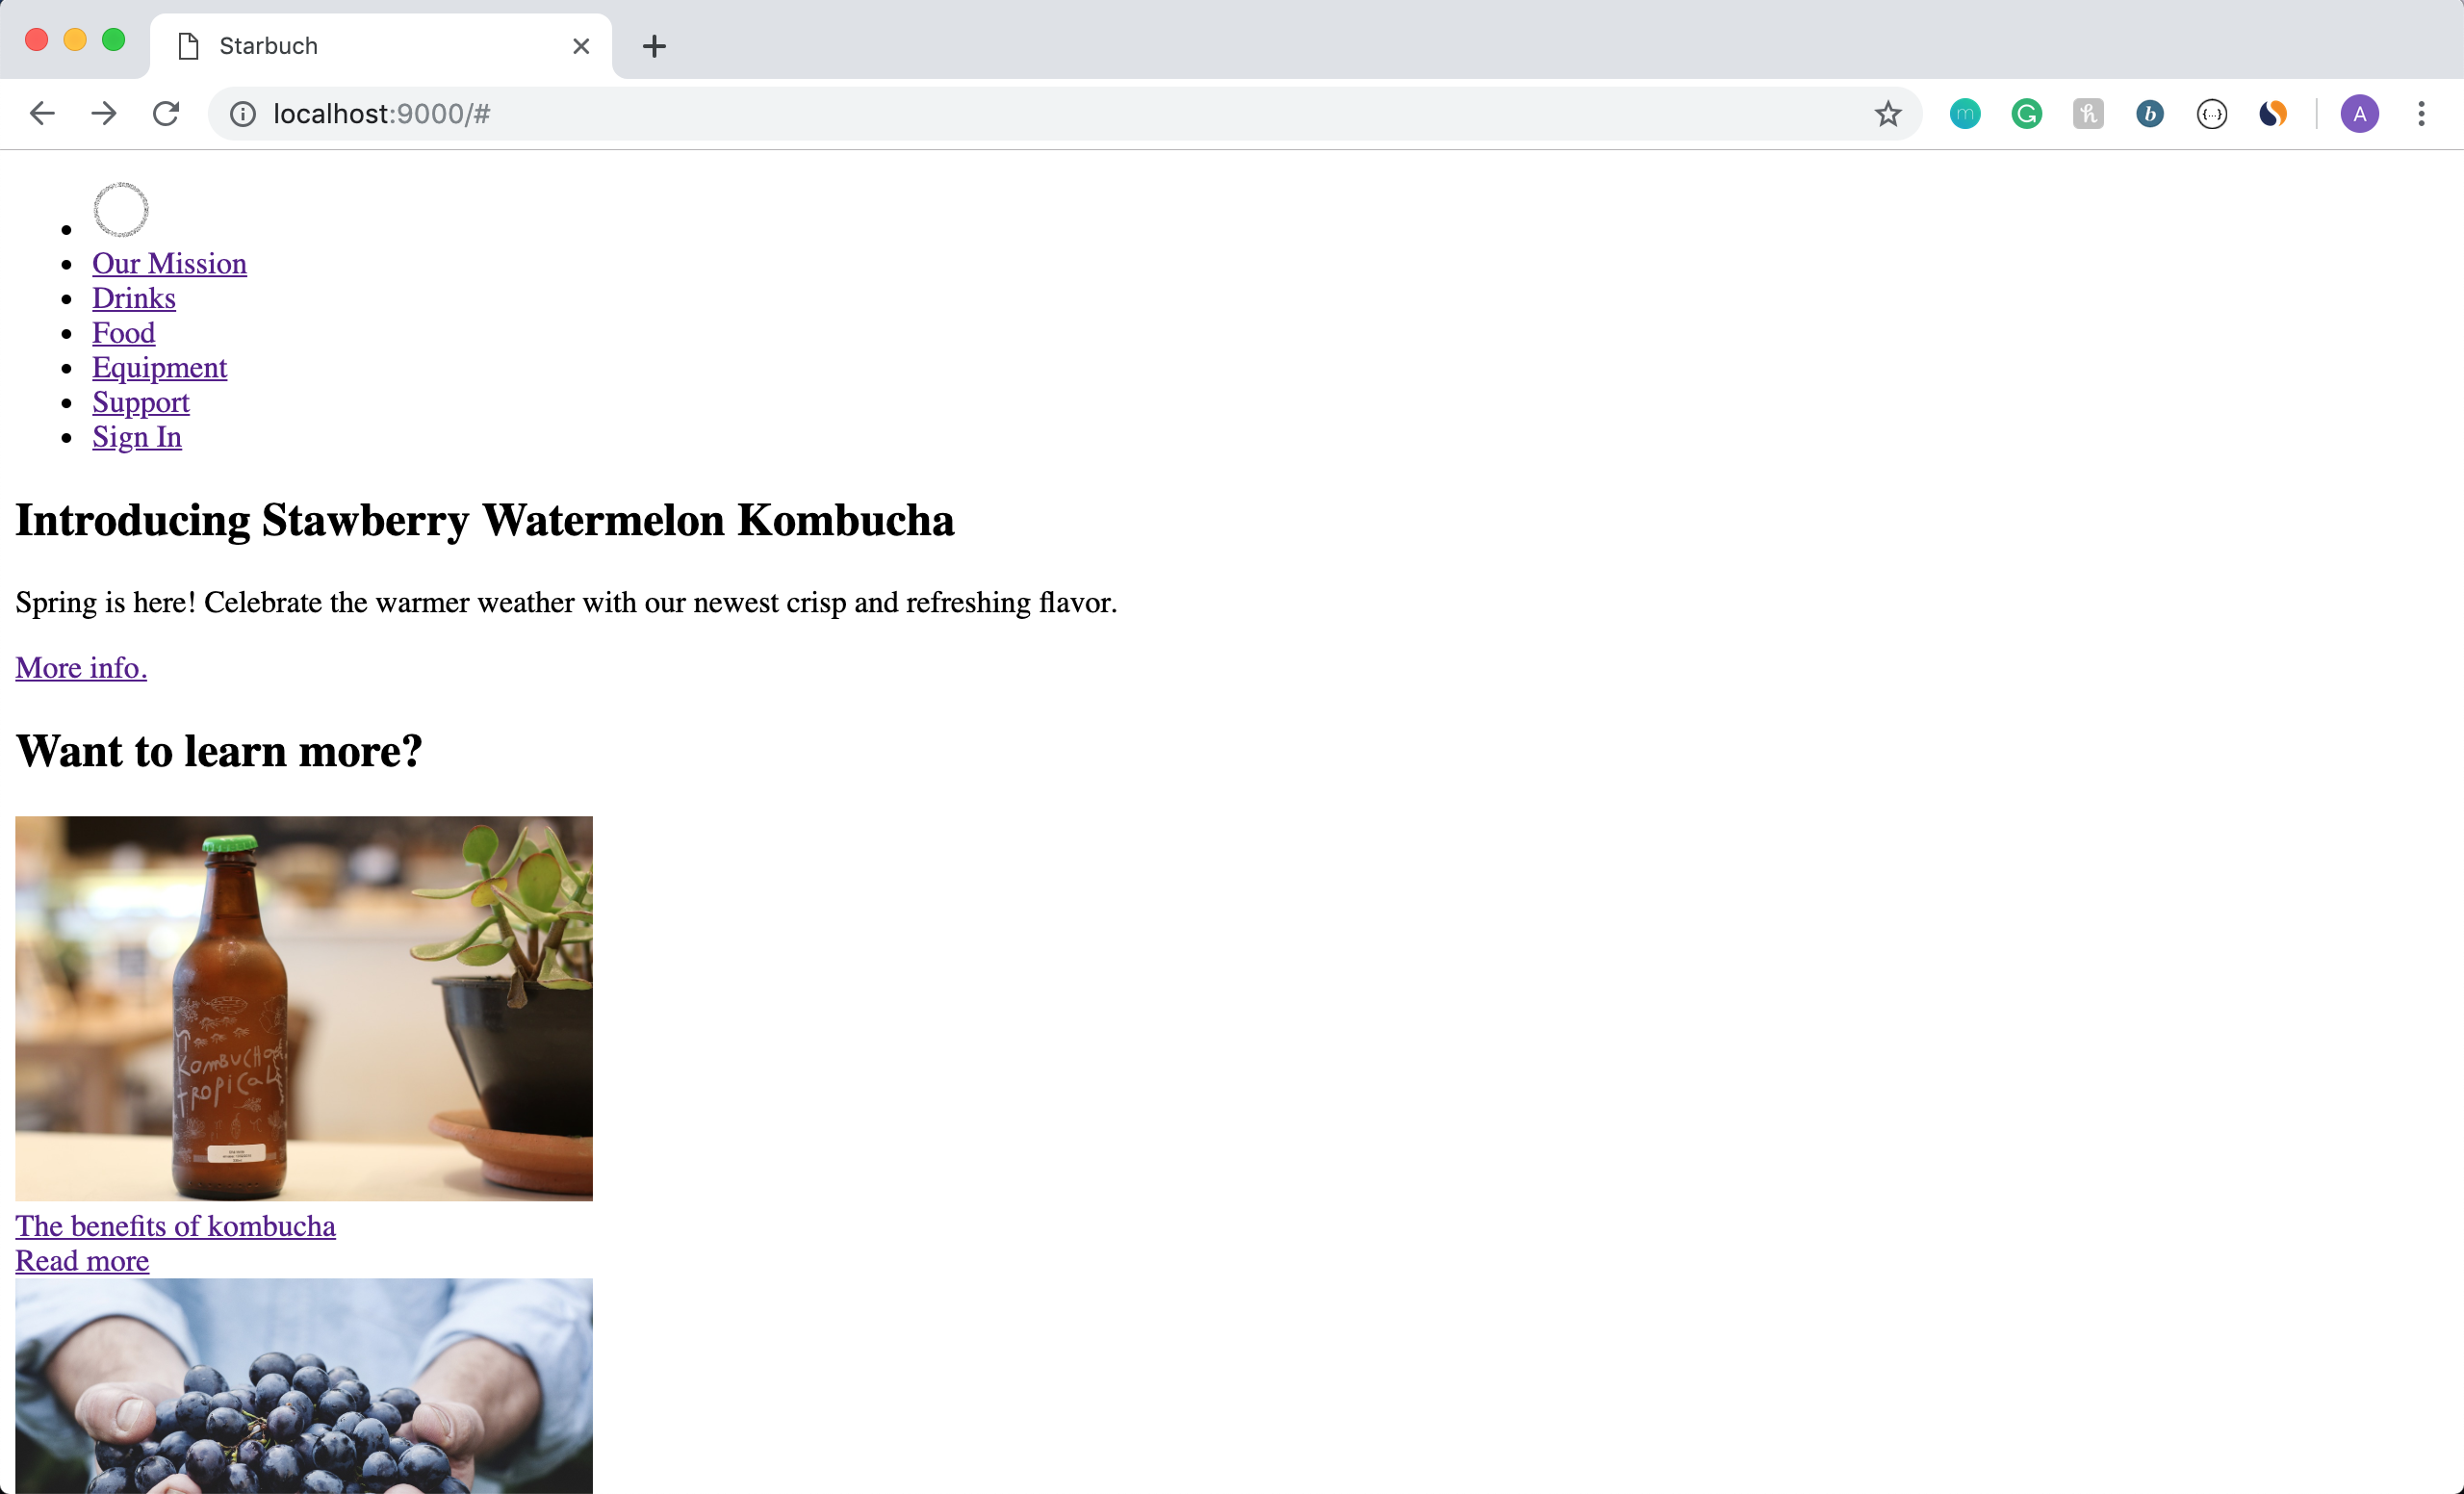 Starbuch
localhost:9000/#
A
Our Mission
Drinks
Food
Equipment
Support
Sign In
Introducing Stawberry Watermelon Kombucha
Spring is here! Celebrate the warmer weather with our newest crisp and refreshing flavor.
More info.
Want to learn more?
KOMBUCHA
TROPICAL
The benefits of kombucha
Read more